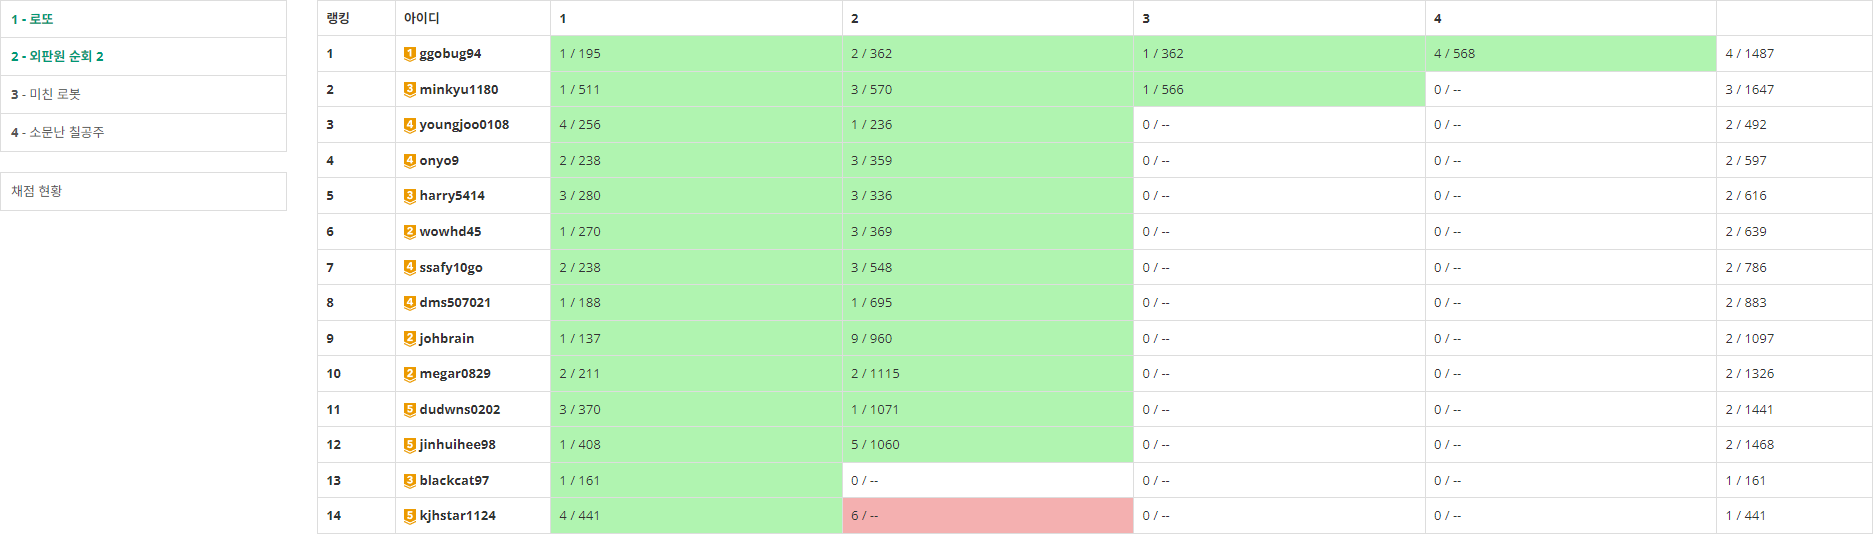 1 - 로또
2 - 외판원 순회 2
3 - 미친 로봇
4 - 소문난 칠공주
채점 현황
랭킹 아이디 1 2 3 4
1 1 ggobug94 1 / 195 2 / 362 1 / 362 4 / 568 4 / 1487
2 3 minkyu1180 1 / 511 3 / 570 1 / 566 0 / -- 3 / 1647
3 4 youngjoo0108 4 / 256 1 / 236 0 / -- 0 / -- 2 / 492
4 4 onyo9 2 / 238 3 / 359 0 / -- 0 / -- 2 / 597
5 3 harry5414 3 / 280 3 / 336 0 / -- 0 / -- 2 / 616
6 2 wowhd45 1 / 270 3 / 369 0 / -- 0 / -- 2 / 639
7 4 ssafy10go 2 / 238 3 / 548 0 / -- 0 / -- 2 / 786
8 4 dms507021 1 / 188 1 / 695 0 / -- 0 / -- 2 / 883
9 2 johbrain 1 / 137 9 / 960 0 / -- 0 / -- 2 / 1097
10 2 megar0829 2 / 211 2 / 1115 0 / -- 0 / -- 2 / 1326
11 5 dudwns0202 3 / 370 1 / 1071 0 / -- 0 / -- 2 / 1441
12 5 jinhuihee98 1 / 408 5 / 1060 0 / -- 0 / -- 2 / 1468
13 3 blackcat97 1 / 161 0 / -- 0 / -- 0 / -- 1 / 161
14 5 kjhstar1124 4 / 441 6 / -- 0 / -- 0 / -- 1 / 441